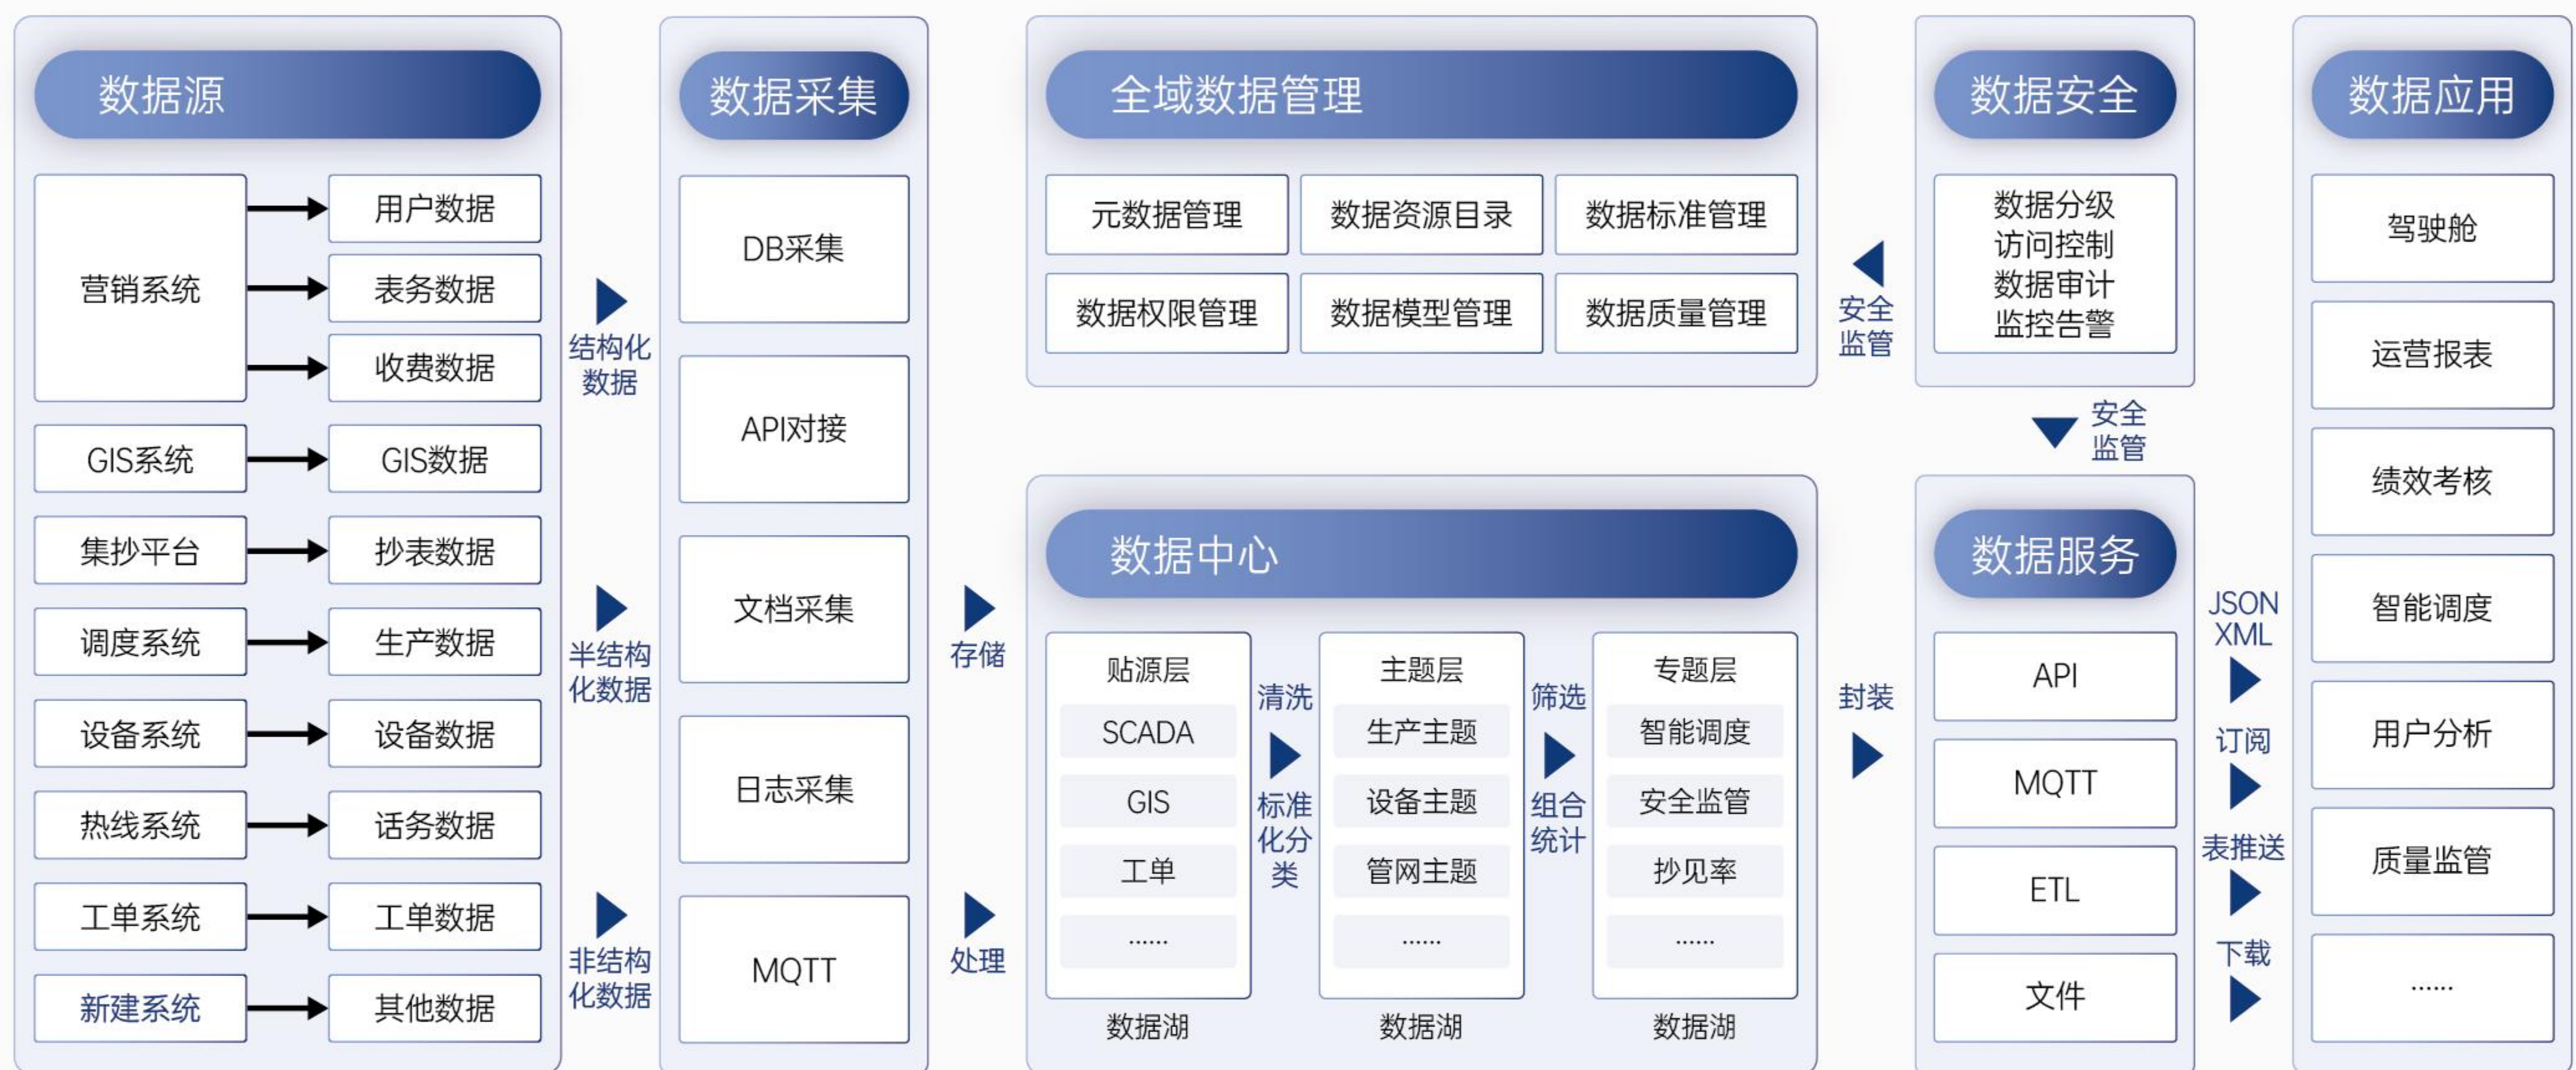 数据源
营销系统
用户数据
表务数据
收费数据
GIS系统
GIS数据
集抄平台
抄表数据
调度系统
生产数据
设备系统
设备数据
热线系统
话务数据
工单系统
工单数据
新建系统
其他数据
结构化
数据
半结构
化数据
非结构
化数据
数据采集
DB采集
API对接
文档采集
日志采集
MQTT
存储
处理
全域数据管理
元数据管理
数据资源目录
数据标准管理
数据权限管理
数据模型管理
数据质量管理
安全
监管
数据安全
数据分级
访问控制
数据审计
监控告警
安全
监管
数据中心
贴源层
SCADA
GIS
工单
......
数据湖
清洗
标准
化分
类
主题层
生产主题
设备主题
管网主题
......
数据湖
筛选
组合
统计
专题层
智能调度
安全监管
抄见率
......
数据湖
封装
数据服务
API
MQTT
ETL
文件
JSON
XML
订阅
表推送
下载
数据应用
驾驶舱
运营报表
绩效考核
智能调度
用户分析
质量监管
......